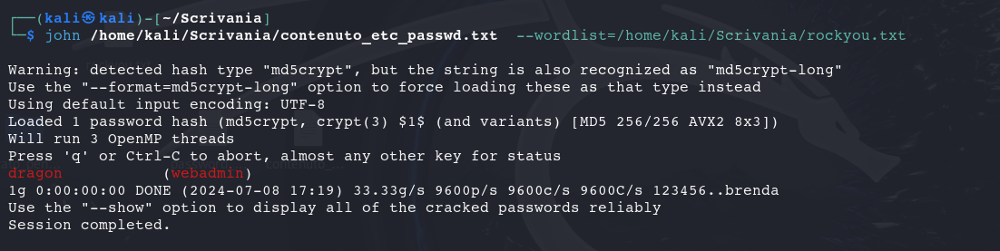 ┌──(kali㉿kali)-[~/Scrivania]
└─$ john /home/kali/Scrivania/contenuto_etc_passwd.txt  --wordlist=/home/kali/Scrivania/rockyou.txt
Warning: detected hash type "md5crypt", but the string is also recognized as "md5crypt-long"
Use the "--format=md5crypt-long" option to force loading these as that type instead
Using default input encoding: UTF-8
Loaded 1 password hash (md5crypt, crypt(3) $1$ (and variants) [MD5 256/256 AVX2 8x3])
Will run 3 OpenMP threads
Press 'q' or Ctrl-C to abort, almost any other key for status
dragon           (webadmin)
1g 0:00:00:00 DONE (2024-07-08 17:19) 33.33g/s 9600p/s 9600c/s 9600C/s 123456..brenda
Use the "--show" option to display all of the cracked passwords reliably
Session completed.